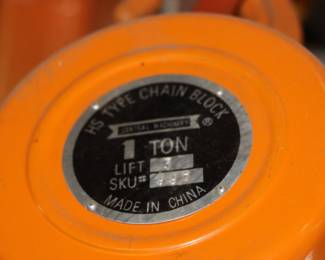 HS TYPE CHAIN BLOCK
CENTRAL MACHINERY
®
1 TON
LIFT
SKU#
MADE IN CHINA